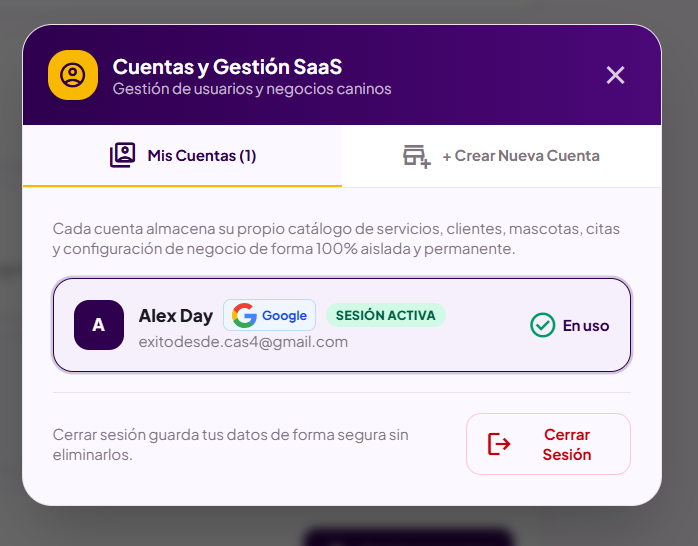 Cuentas y Gestión SaaS
Gestión de usuarios y negocios caninos
Mis Cuentas (1)
+ Crear Nueva Cuenta
Cada cuenta almacena su propio catálogo de servicios, clientes, mascotas, citas
y configuración de negocio de forma 100% aislada y permanente.
A
Alex Day
Google
SESIÓN ACTIVA
exitodesde.cas4@gmail.com
En uso
Cerrar sesión guarda tus datos de forma segura sin
eliminarlos.
Cerrar
Sesión